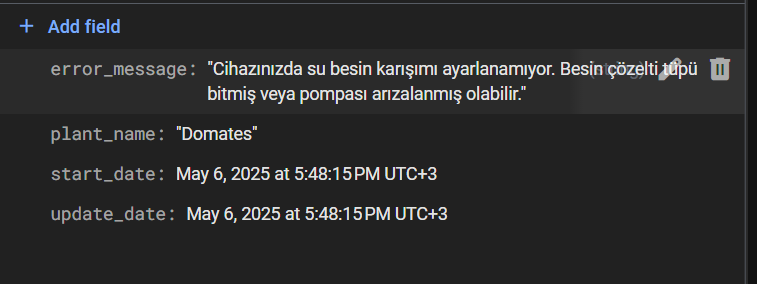 + Add field
error_message: "Cihazınızda su besin karışımı ayarlanamıyor. Besin çözelti tüpü
bitmiş veya pompası arızalanmış olabilir."
(string)
plant_name: "Domates"
start_date: May 6, 2025 at 5:48:15 PM UTC+3
update_date: May 6, 2025 at 5:48:15 PM UTC+3